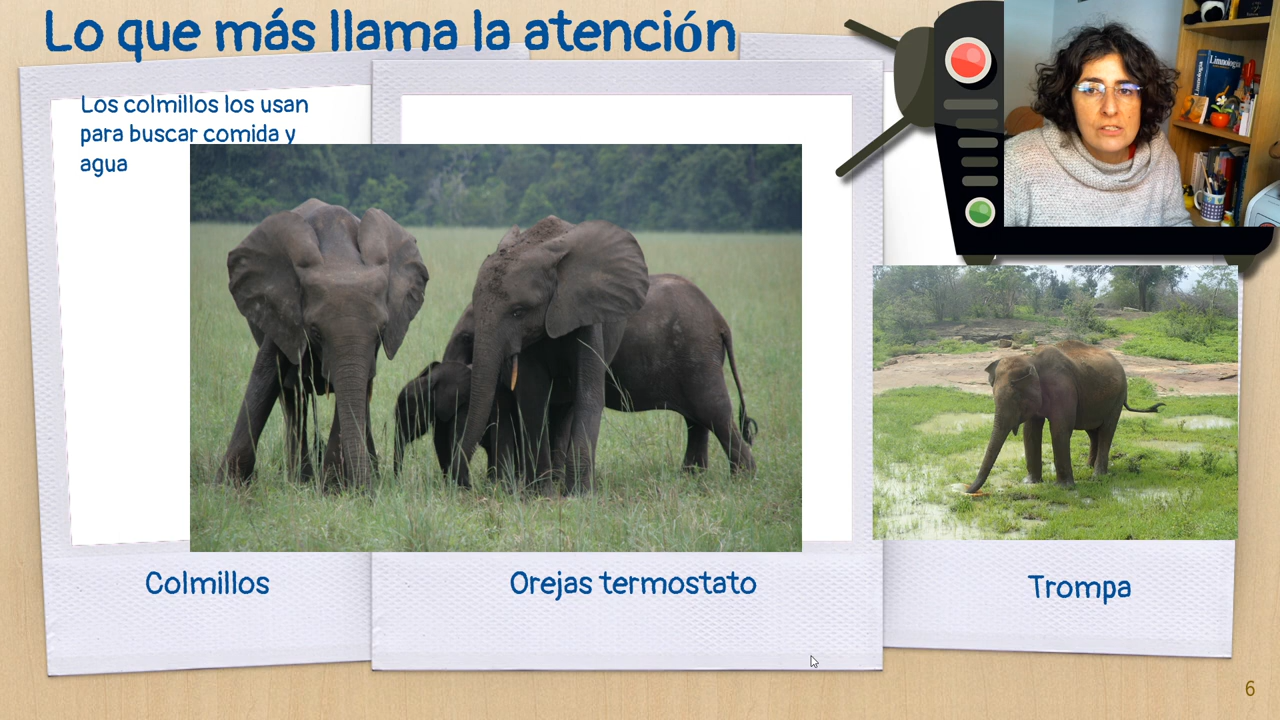 Lo que más llama la atención
Los colmillos los usan
para buscar comida y
agua
Limnología
Colmillos
Orejas termostato
Trompa
6